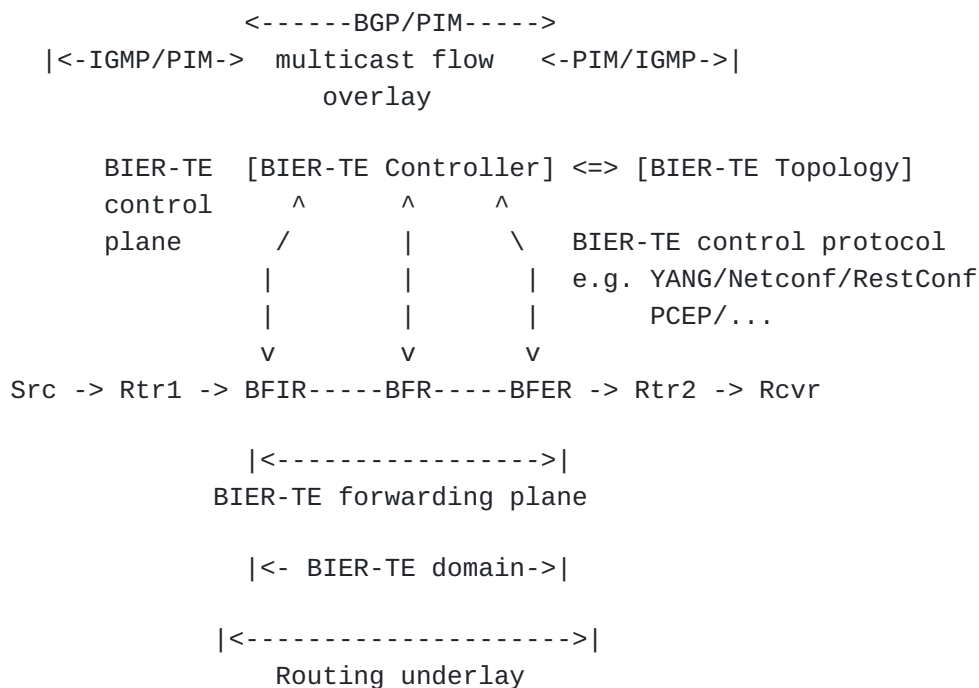 <------BGP/PIM----->
|<-IGMP/PIM-> multicast flow <-PIM/IGMP->|
overlay
BIER-TE [BIER-TE Controller] <=> [BIER-TE Topology]
control ^ ^ ^
plane / | \ BIER-TE control protocol
| | | e.g. YANG/Netconf/RestConf
| | | PCEP/...
v v v
Src -> Rtr1 -> BFIR-----BFR-----BFER -> Rtr2 -> Rcvr
|<----------------->|
BIER-TE forwarding plane
|<- BIER-TE domain->|
|<--------------------->|
Routing underlay